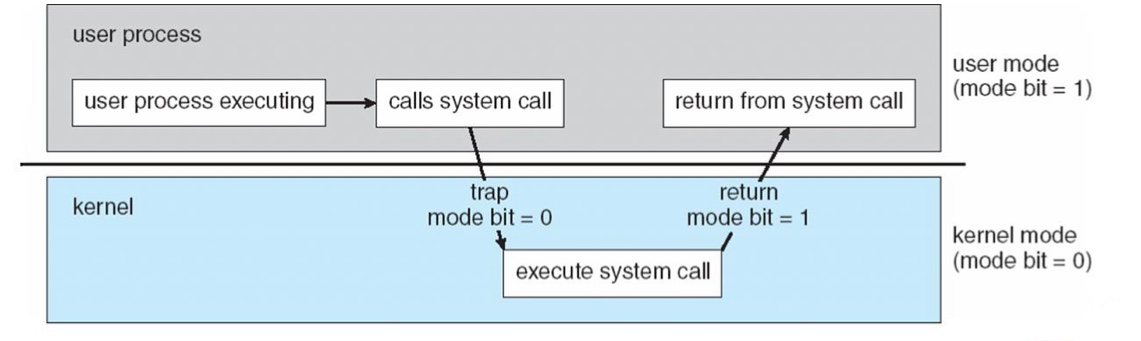 user process
user process executing
calls system call
return from system call
user mode
(mode bit = 1)
trap
mode bit = 0
return
mode bit = 1
kernel
execute system call
kernel mode
(mode bit = 0)